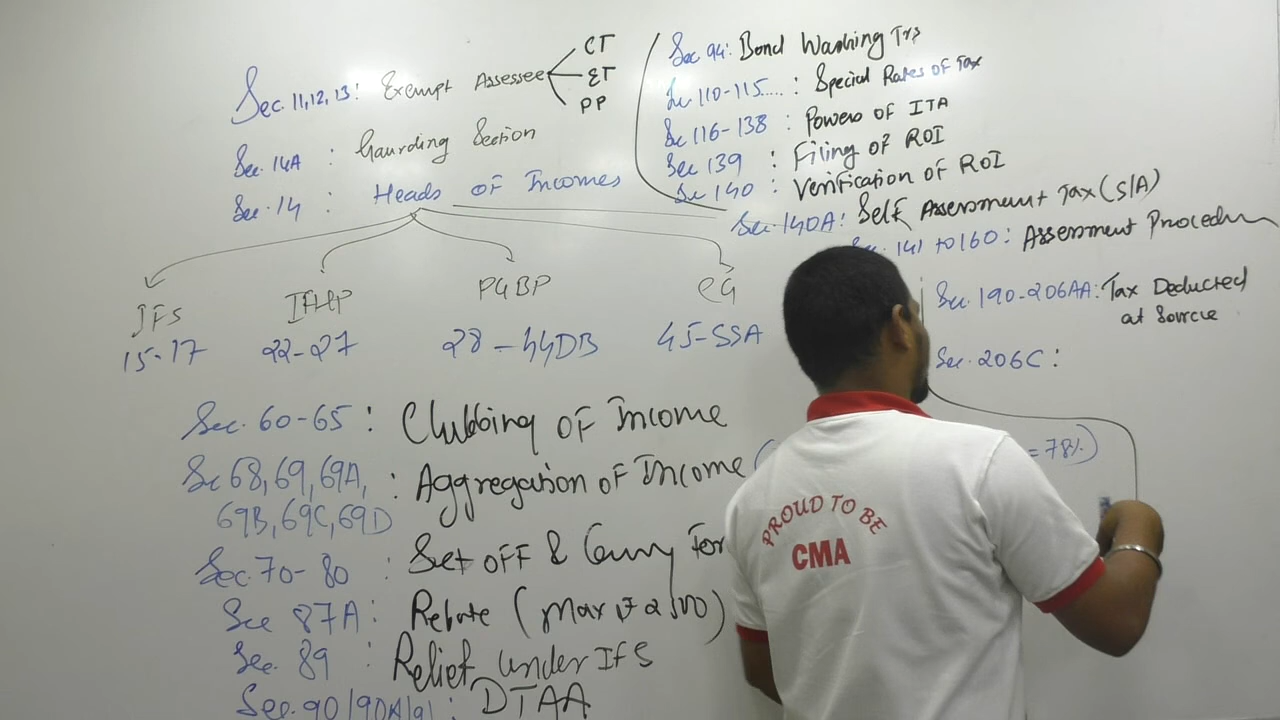 Sec. 11,12,13: Exempt Assessee
CT
ET
PP
Sec. 14A : Gaurding Section
Sec. 14 : Heads of Incomes
IFS
15-17
IFHP
22-27
PGBP
28-44DB
CG
45-55A
Sec. 60-65 : Clubbing of Income
Sec 68, 69, 69A, : Aggregation of Income (
69B, 69C, 69D
= 78%)
Sec. 70-80 : Set off & Carry For
Sec 87A : Rebate (Max
Sec. 89 : Relief under IFS
Sec. 90/90A/91 : DTAA
Sec 94: Bond Washing Trs
Sec 110-115..... : Special Rates of Tax
Sec 116-138 : Powers of ITA
Sec 139 : Filing of ROI
Sec 140 : Verification of ROI
Sec. 140A: Self Assessment Tax (S/A)
Sec. 141 to 160: Assessment Procedu
Sec. 190-206AA: Tax Deducted
at Source
Sec. 206C :
PROUD TO BE
CMA